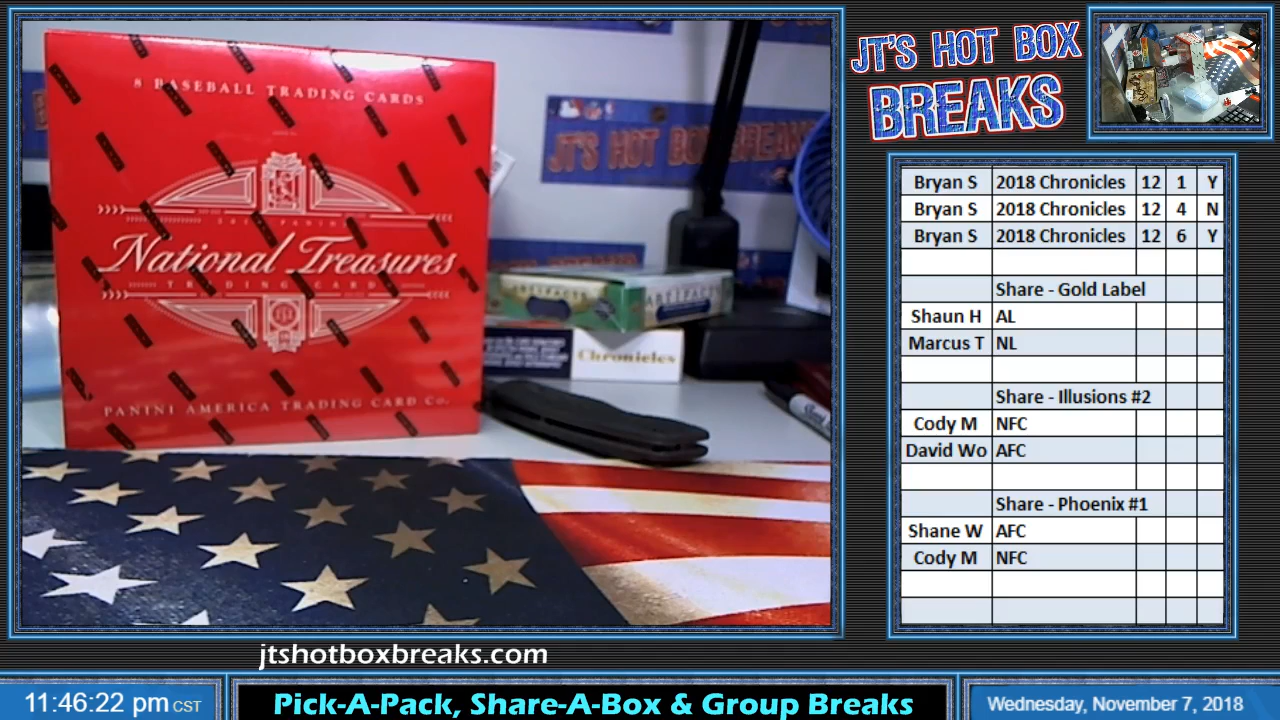 8 BASEBALL TRADING CARDS
National Treasures
TRADING CARDS
PANINI AMERICA TRADING CARD Co.
JT'S HOT BOX BREAKS
ARTIFACTS
Chronicles
JT'S HOT BOX
BREAKS
Bryan S 2018 Chronicles 12 1 Y
Bryan S 2018 Chronicles 12 4 N
Bryan S 2018 Chronicles 12 6 Y
Share - Gold Label
Shaun H AL
Marcus T NL
Share - Illusions #2
Cody M NFC
David Wo AFC
Share - Phoenix #1
Shane W AFC
Cody M NFC
jtshotboxbreaks.com
11:46:22 pm CST
Pick-A-Pack, Share-A-Box & Group Breaks
Wednesday, November 7, 2018